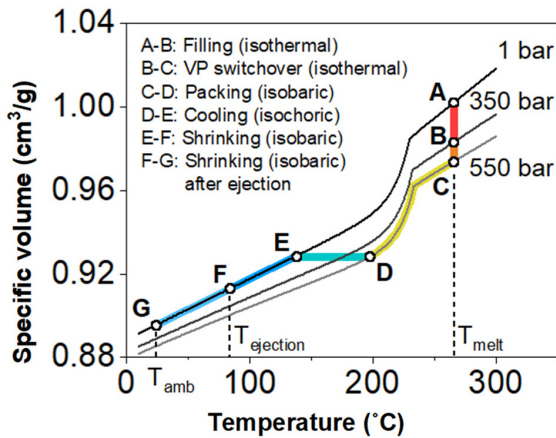 A-B: Filling (isothermal)
B-C: VP switchover (isothermal)
C-D: Packing (isobaric)
D-E: Cooling (isochoric)
E-F: Shrinking (isobaric)
F-G: Shrinking (isobaric)
after ejection
1 bar
350 bar
550 bar
A
B
C
D
E
F
G
T_ejection
T_melt
T_amb
Specific volume (cm³/g)
1.00
0.96
0.92
0.88
0
100
200
300
Temperature (˚C)